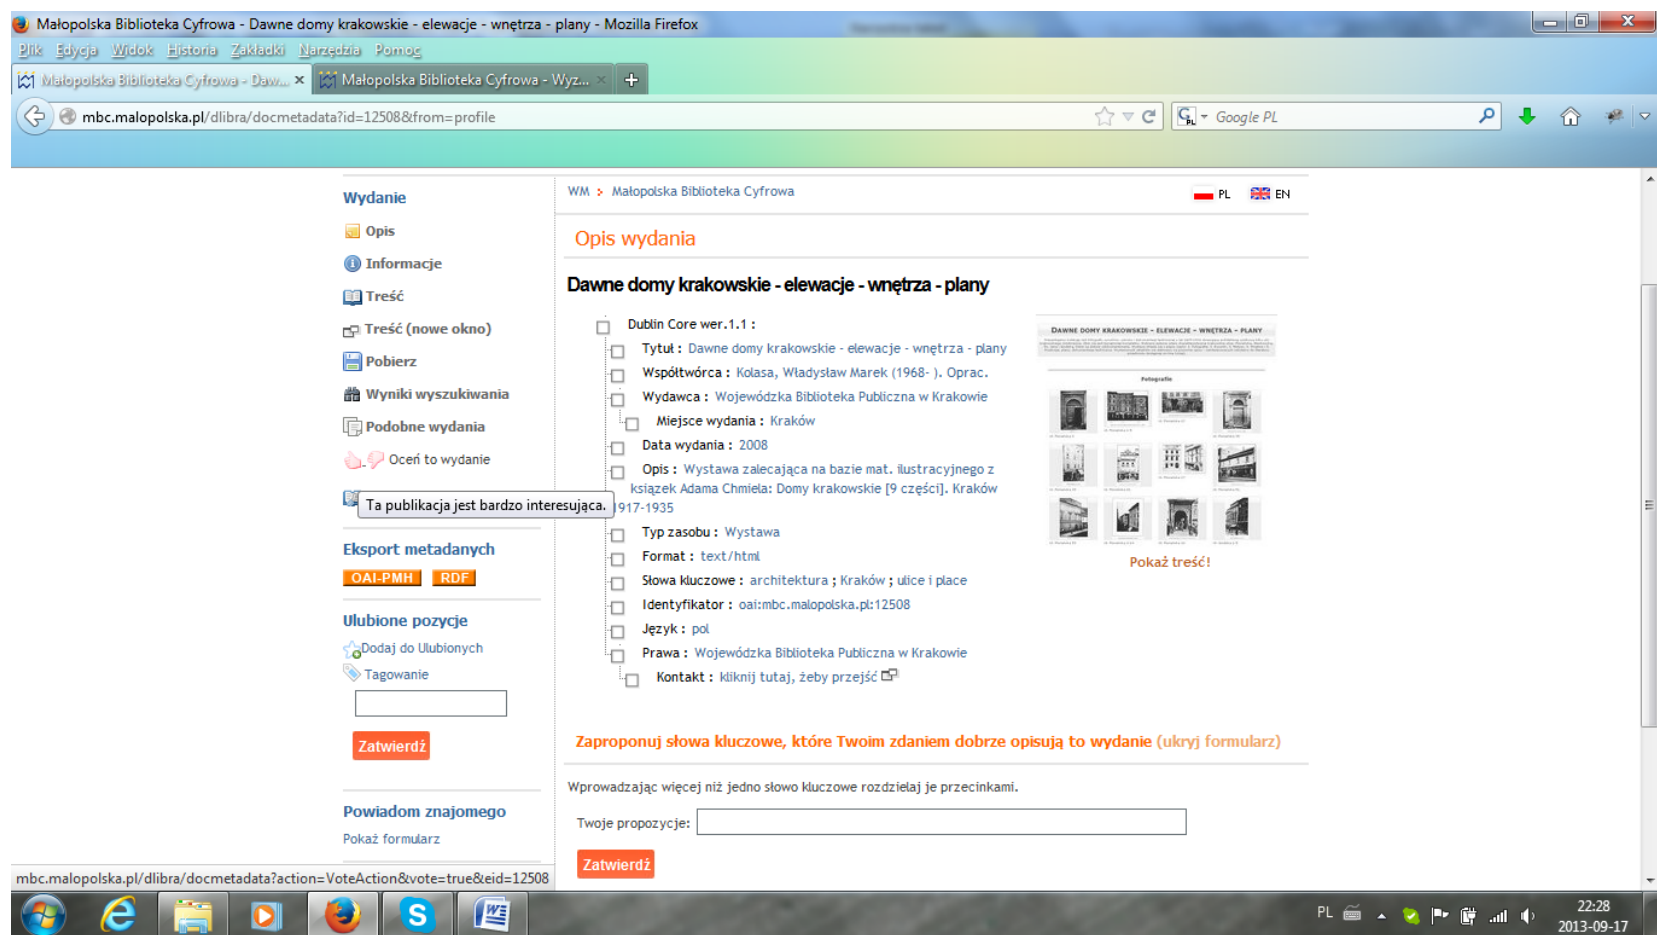 Małopolska Biblioteka Cyfrowa - Dawne domy krakowskie - elewacje - wnętrza - plany - Mozilla Firefox
Plik Edycja Widok Historia Zakładki Narzędzia Pomoc
Małopolska Biblioteka Cyfrowa - Daw... Małopolska Biblioteka Cyfrowa - Wyz...
mbc.malopolska.pl/dlibra/docmetadata?id=12508&from=profile Google PL
WM Małopolska Biblioteka Cyfrowa PL EN
Wydanie
Opis
Informacje
Treść
Treść (nowe okno)
Pobierz
Wyniki wyszukiwania
Podobne wydania
Oceń to wydanie
Ta publikacja jest bardzo interesująca.
Eksport metadanych
OAI-PMH RDF
Ulubione pozycje
Dodaj do Ulubionych
Tagowanie
Zatwierdź
Powiadom znajomego
Pokaż formularz
Opis wydania
Dawne domy krakowskie - elewacje - wnętrza - plany
Dublin Core wer.1.1 :
Tytuł : Dawne domy krakowskie - elewacje - wnętrza - plany
Współtwórca : Kolasa, Władysław Marek (1968- ). Oprac.
Wydawca : Wojewódzka Biblioteka Publiczna w Krakowie
Miejsce wydania : Kraków
Data wydania : 2008
Opis : Wystawa zalecająca na bazie mat. ilustracyjnego z
książek Adama Chmiela: Domy krakowskie [9 części]. Kraków
1917-1935
Typ zasobu : Wystawa
Format : text/html
Słowa kluczowe : architektura ; Kraków ; ulice i place
Identyfikator : oai:mbc.malopolska.pl:12508
Język : pol
Prawa : Wojewódzka Biblioteka Publiczna w Krakowie
Kontakt : kliknij tutaj, żeby przejść
DAWNE DOMY KRAKOWSKIE - ELEWACJE - WNĘTRZA - PLANY
Fotografie
Pokaż treść!
Zaproponuj słowa kluczowe, które Twoim zdaniem dobrze opisują to wydanie (ukryj formularz)
Wprowadzając więcej niż jedno słowo kluczowe rozdzielaj je przecinkami.
Twoje propozycje:
Zatwierdź
mbc.malopolska.pl/dlibra/docmetadata?action=VoteAction&vote=true&eid=12508
PL 22:28
2013-09-17